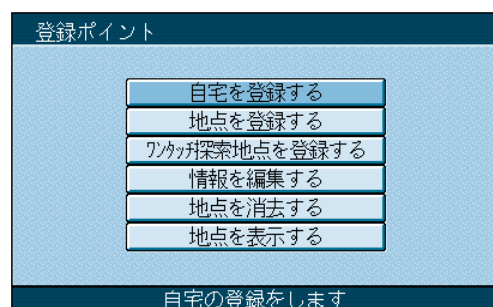 登録ポイント
自宅を登録する
地点を登録する
ﾜﾝﾀｯﾁ探索地点を登録する
情報を編集する
地点を消去する
地点を表示する
自宅の登録をします